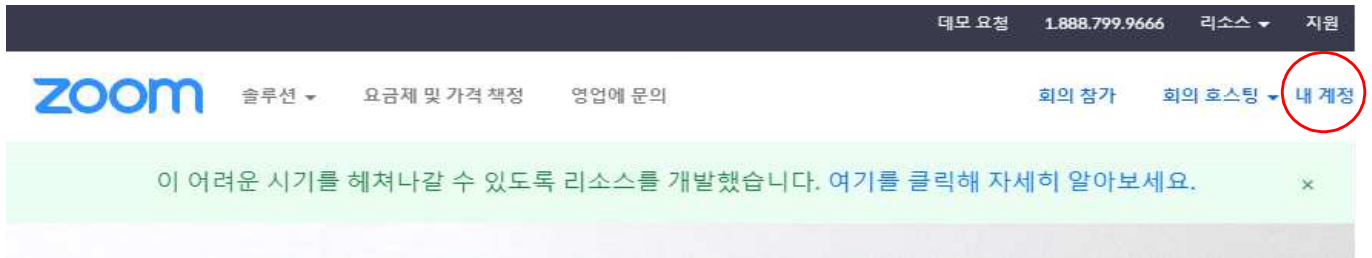 데모 요청 1.888.799.9666 리소스 지원
zoom 솔루션 요금제 및 가격 책정 영업에 문의 회의 참가 회의 호스팅 내 계정
이 어려운 시기를 헤쳐나갈 수 있도록 리소스를 개발했습니다. 여기를 클릭해 자세히 알아보세요. ×